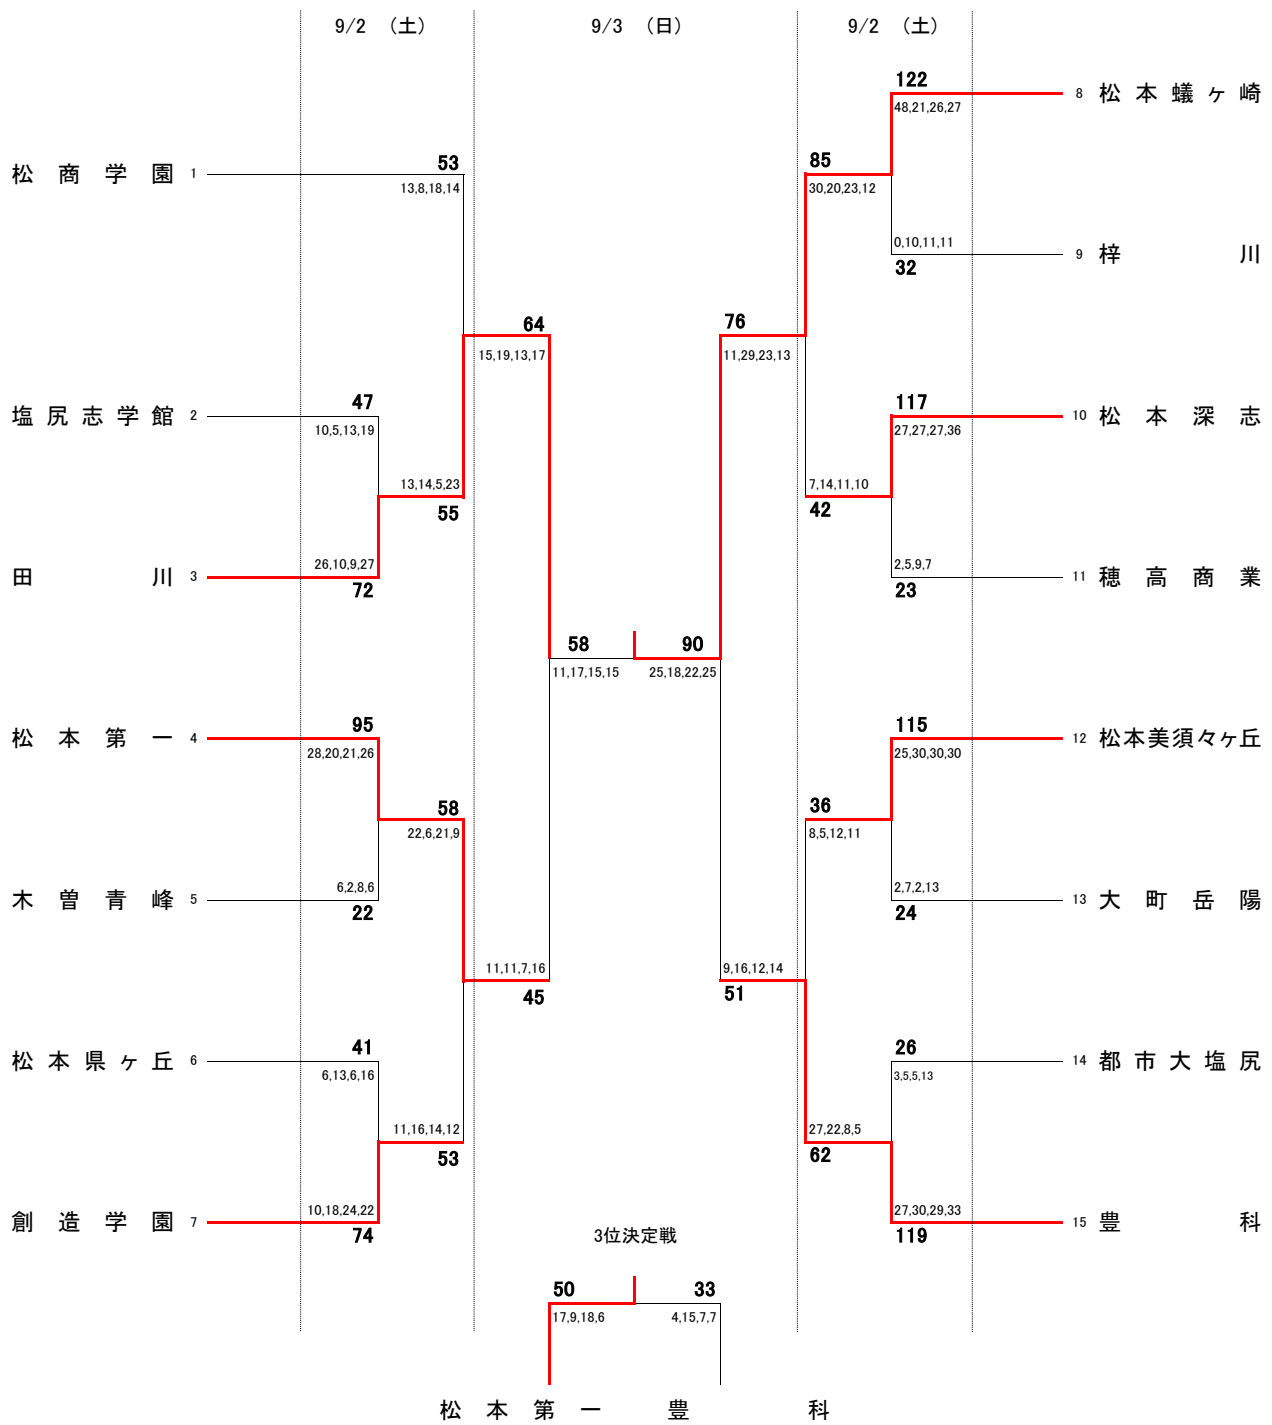 9/2 （土） 9/3 （日） 9/2 （土）
122
8 松本蟻ヶ崎
48,21,26,27
53 85
松商学園 1
13,8,18,14 30,20,23,12
0,10,11,11
9 梓川
32
64 76
15,19,13,17 11,29,23,13
47 117
塩尻志学館 2 10 松本深志
10,5,13,19 27,27,27,36
13,14,5,23 7,14,11,10
55 42
26,10,9,27 2,5,9,7
田川 3 11 穂高商業
72 23
58 90
11,17,15,15 25,18,22,25
95 115
松本第一 4 12 松本美須々ヶ丘
28,20,21,26 25,30,30,30
58 36
22,6,21,9 8,5,12,11
6,2,8,6 2,7,2,13
木曽青峰 5 13 大町岳陽
22 24
11,11,7,16 9,16,12,14
45 51
41 26
松本県ヶ丘 6 14 都市大塩尻
6,13,6,16 3,5,5,13
11,16,14,12 27,22,8,5
53 62
10,18,24,22 27,30,29,33
創造学園 7 15 豊科
74 119
3位決定戦
50 33
17,9,18,6 4,15,7,7
松本第一 豊科